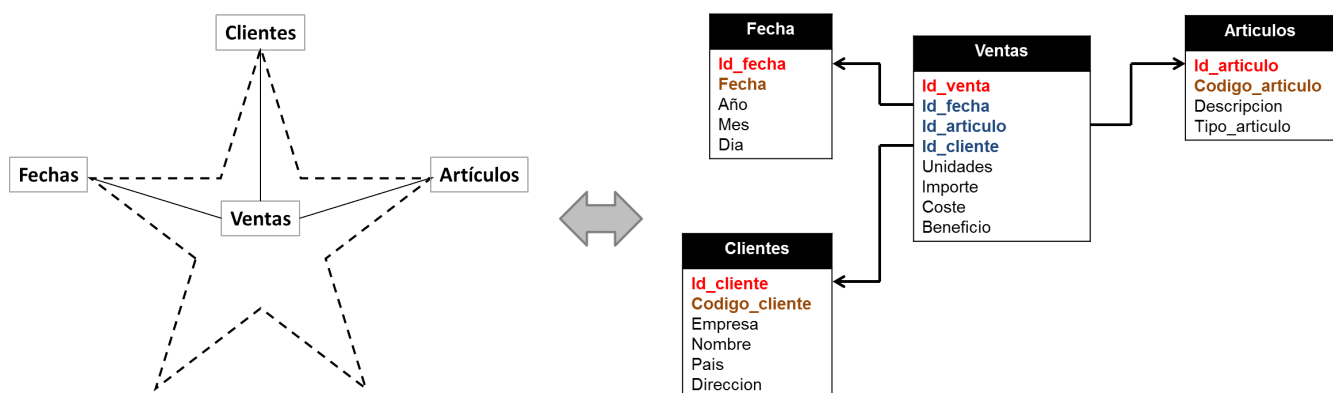 Clientes
Fechas
Artículos
Ventas
Fecha
Id_fecha
Fecha
Año
Mes
Dia
Ventas
Id_venta
Id_fecha
Id_articulo
Id_cliente
Unidades
Importe
Coste
Beneficio
Articulos
Id_articulo
Codigo_articulo
Descripcion
Tipo_articulo
Clientes
Id_cliente
Codigo_cliente
Empresa
Nombre
Pais
Direccion